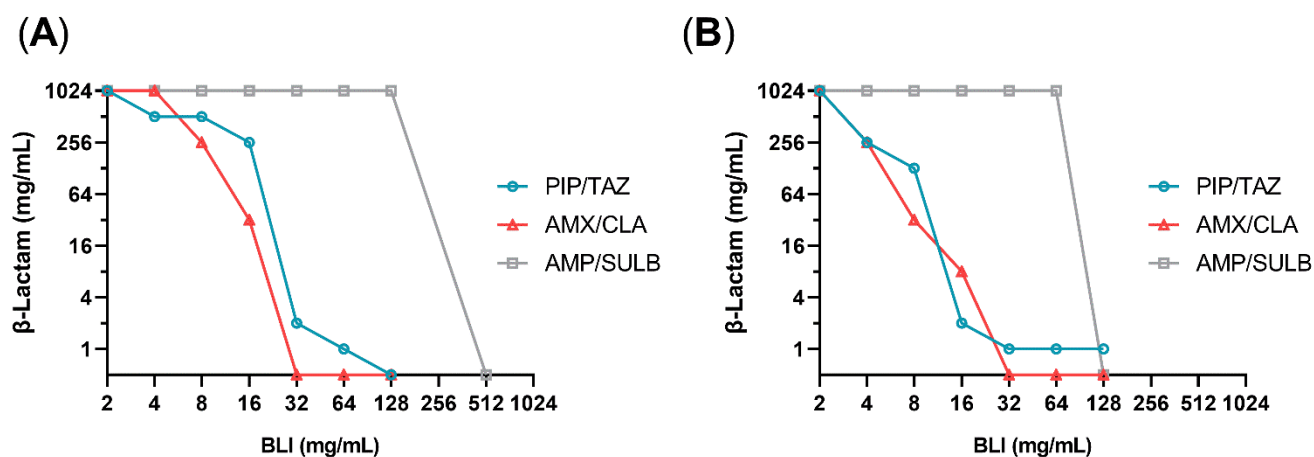 (A)
β-Lactam (mg/mL)
1024
256
64
16
4
1
2 4 8 16 32 64 128 256 512 1024
BLI (mg/mL)
PIP/TAZ
AMX/CLA
AMP/SULB
(B)
β-Lactam (mg/mL)
1024
256
64
16
4
1
2 4 8 16 32 64 128 256 512 1024
BLI (mg/mL)
PIP/TAZ
AMX/CLA
AMP/SULB